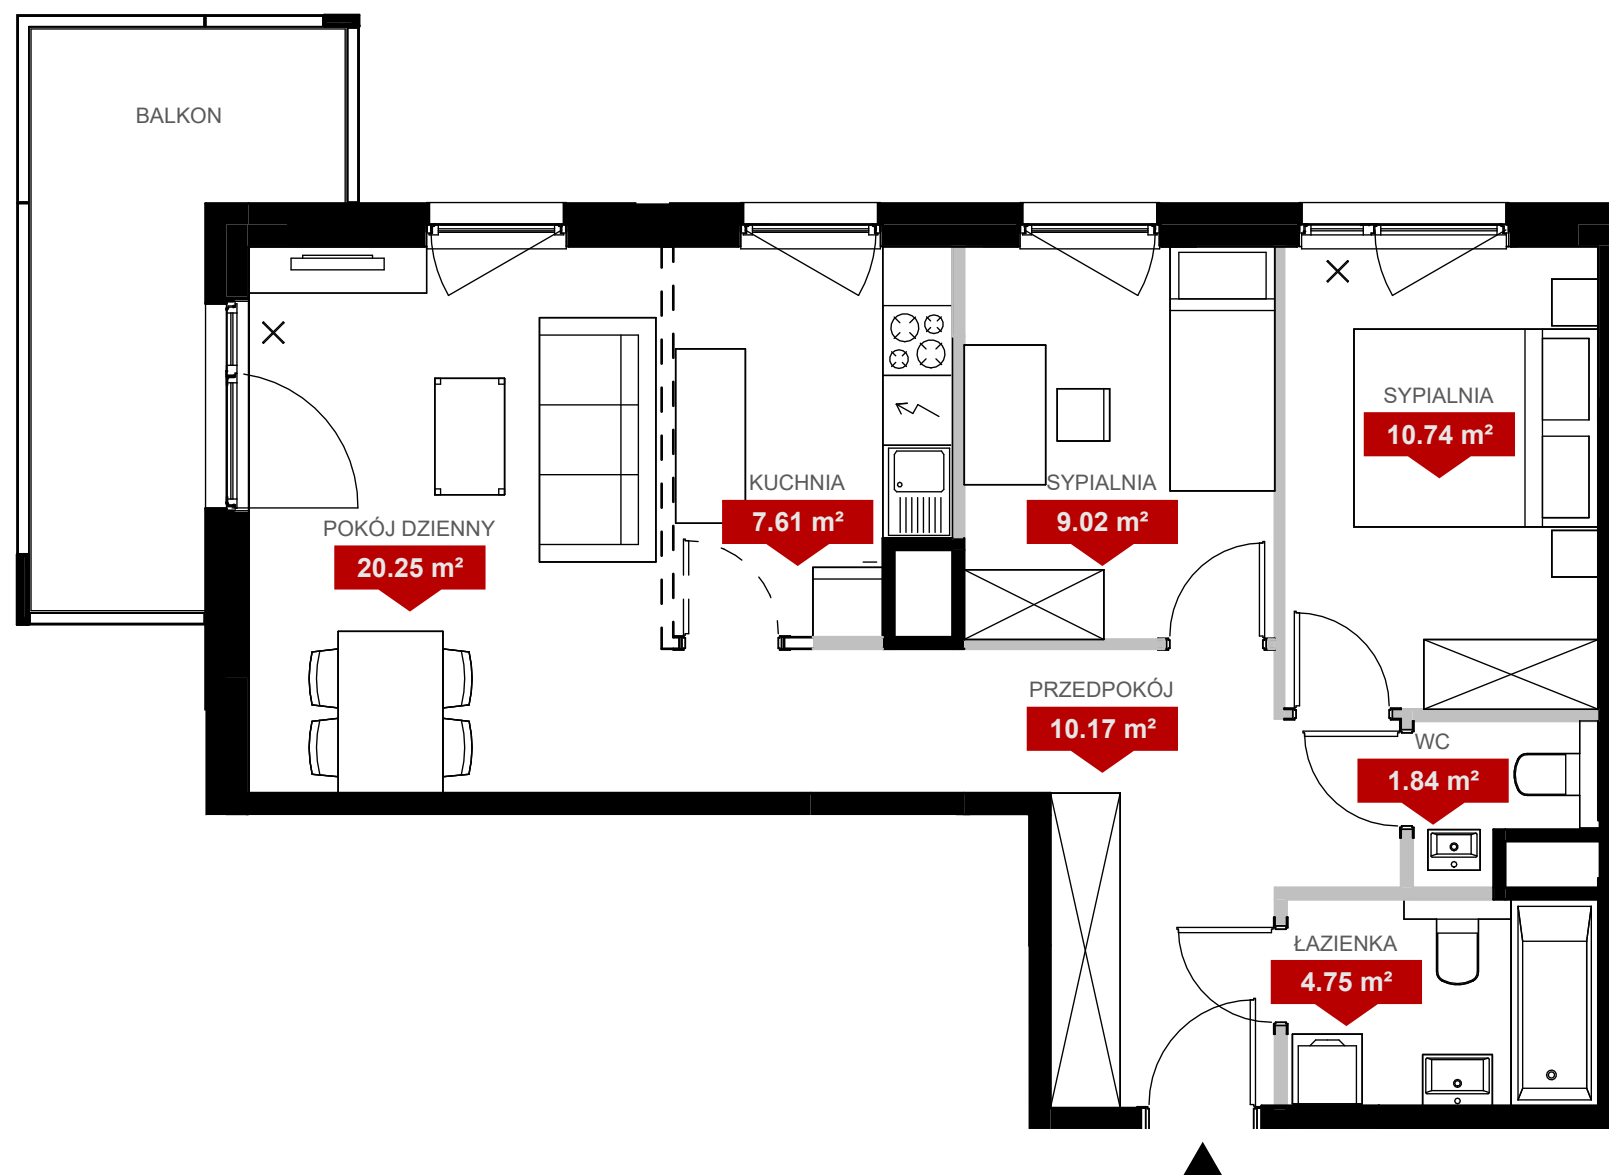 BALKON
SYPIALNIA
10.74 m²
KUCHNIA
7.61 m²
SYPIALNIA
9.02 m²
POKÓJ DZIENNY
20.25 m²
PRZEDPOKÓJ
10.17 m²
WC
1.84 m²
ŁAZIENKA
4.75 m²